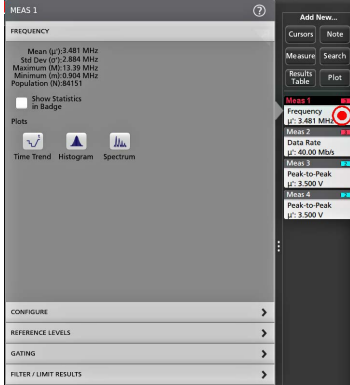 MEAS 1
?
FREQUENCY
Mean (µ'):3.481 MHz
Std Dev (σ'):2.884 MHz
Maximum (M):13.39 MHz
Minimum (m):0.904 MHz
Population (N):84151
Show Statistics
in Badge
Plots
Time Trend Histogram Spectrum
CONFIGURE
REFERENCE LEVELS
GATING
FILTER / LIMIT RESULTS
Add
New...
Cursors Note
Measure Search
Results
Table Plot
Meas 1
Frequency
µ': 3.481 MHz
Meas 2
Data Rate
µ': 40.00 Mb/s
Meas 3 2
Peak-to-Peak
µ': 3.500 V
Meas 4 2
Peak-to-Peak
µ': 3.500 V